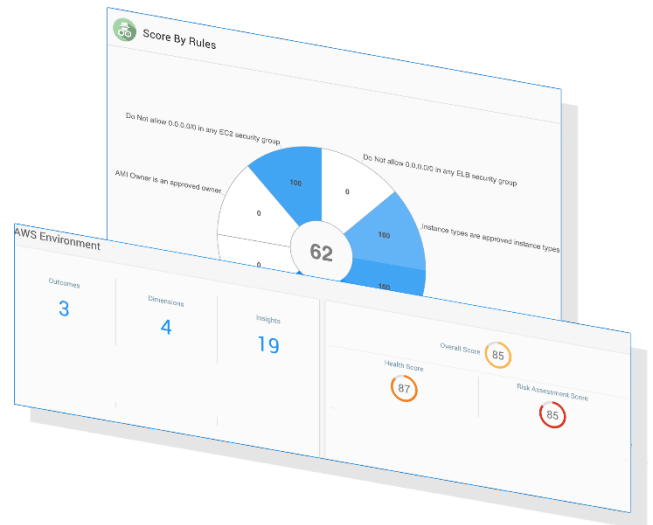 Score By Rules
Do Not allow 0.0.0.0/0 in any EC2 security group
Do Not allow 0.0.0.0/0 in any ELB security group
AMI Owner is an approved owner
Instance types are approved instance types
100
0
0
100
62
0
100
AWS Environment
Outcomes
3
Dimensions
4
Insights
19
Overall Score 85
Health Score
87
Risk Assessment Score
85